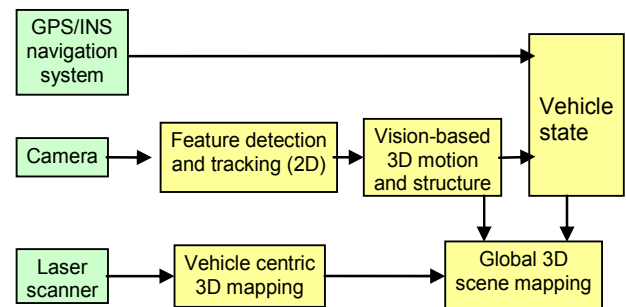 GPS/INS
navigation
system
Vehicle
state
Camera
Feature detection
and tracking (2D)
Vision-based
3D motion
and structure
Laser
scanner
Vehicle centric
3D mapping
Global 3D
scene mapping